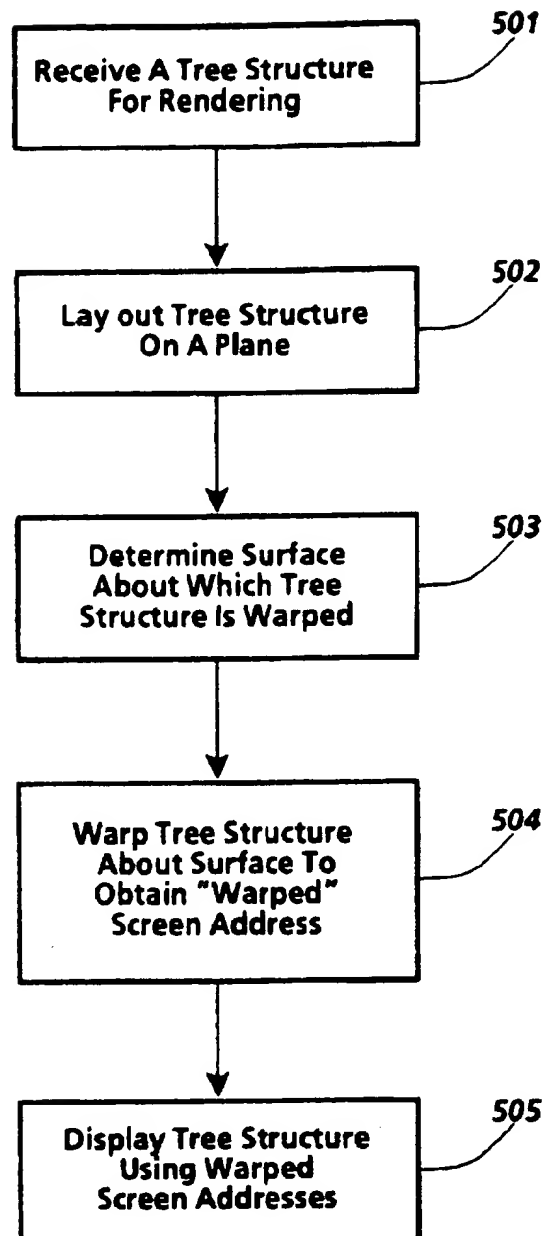 501
Receive A Tree Structure
For Rendering
502
Lay out Tree Structure
On A Plane
503
Determine Surface
About Which Tree
Structure Is Warped
504
Warp Tree Structure
About Surface To
Obtain "Warped"
Screen Address
505
Display Tree Structure
Using Warped
Screen Addresses